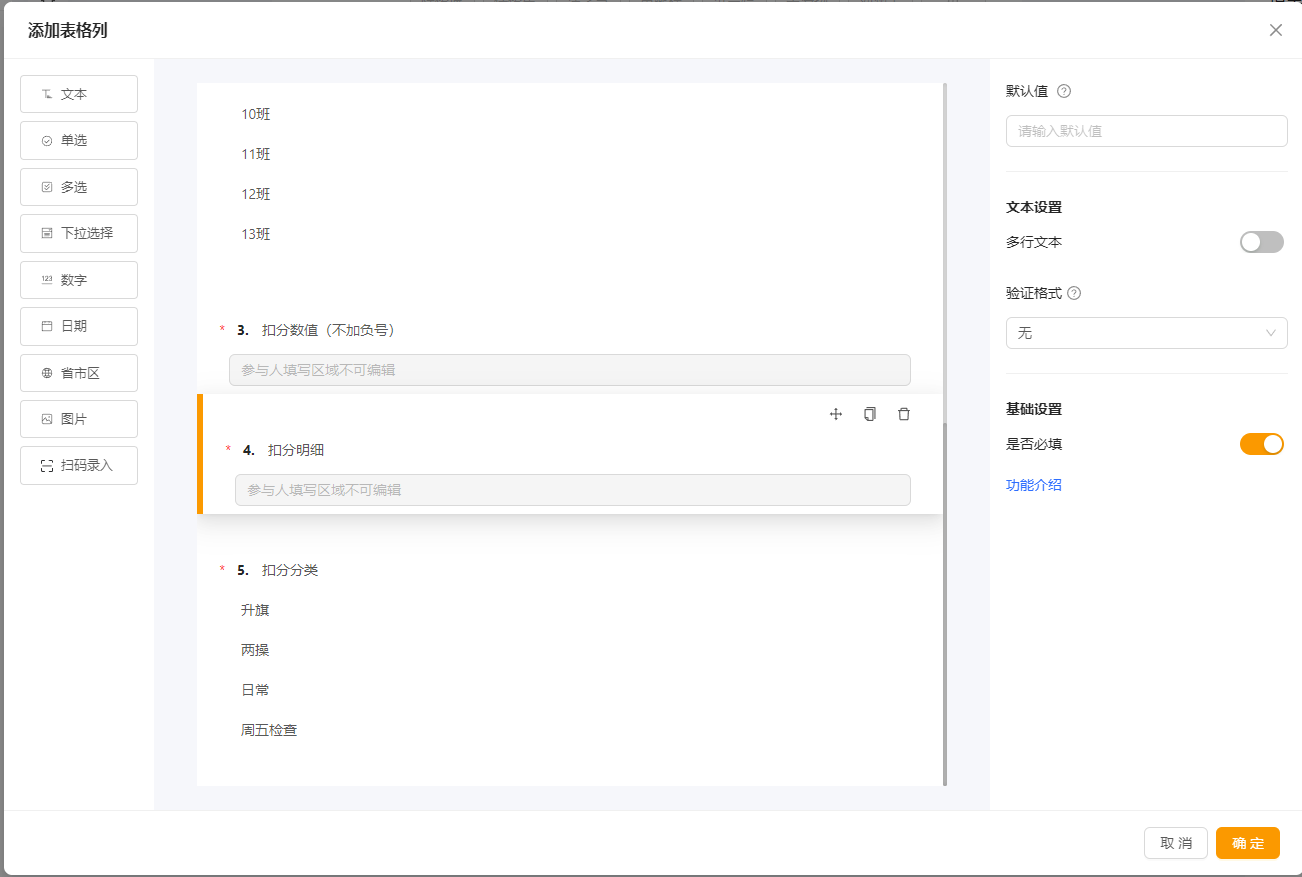 添加表格列
文本
单选
多选
下拉选择
123 数字
日期
省市区
图片
扫码录入
10班
11班
12班
13班
* 3. 扣分数值（不加负号）
参与人填写区域不可编辑
* 4. 扣分明细
参与人填写区域不可编辑
* 5. 扣分分类
升旗
两操
日常
周五检查
默认值 ?
请输入默认值
文本设置
多行文本
验证格式 ?
无
基础设置
是否必填
功能介绍
取 消
确 定